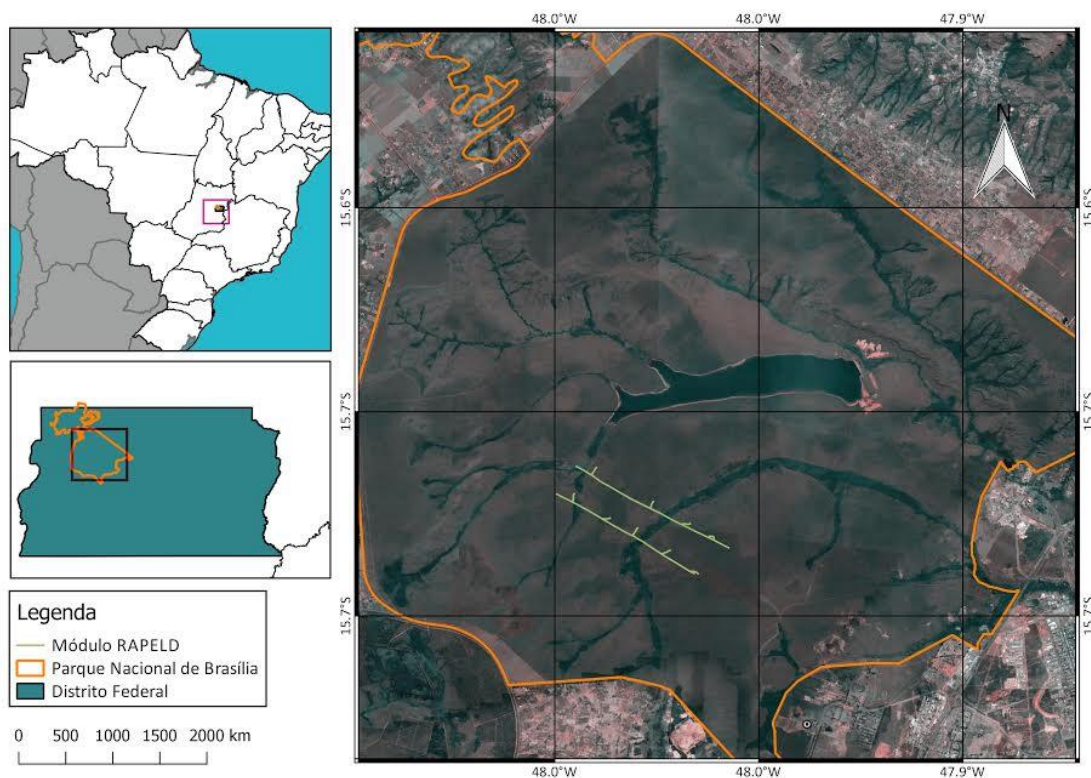 48.0°W 48.0°W 47.9°W
N
15.6°S 15.6°S
15.7°S 15.7°S
15.7°S 15.7°S
48.0°W 48.0°W 47.9°W
Legenda
Módulo RAPELD
Parque Nacional de Brasília
Distrito Federal
0 500 1000 1500 2000 km